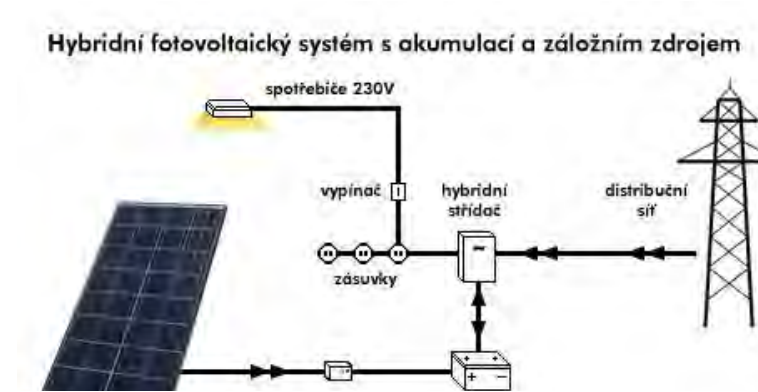 Hybridní fotovoltaický systém s akumulací a záložním zdrojem
spotřebiče 230V
vypínač
hybridní
střídač
distribuční
síť
zásuvky